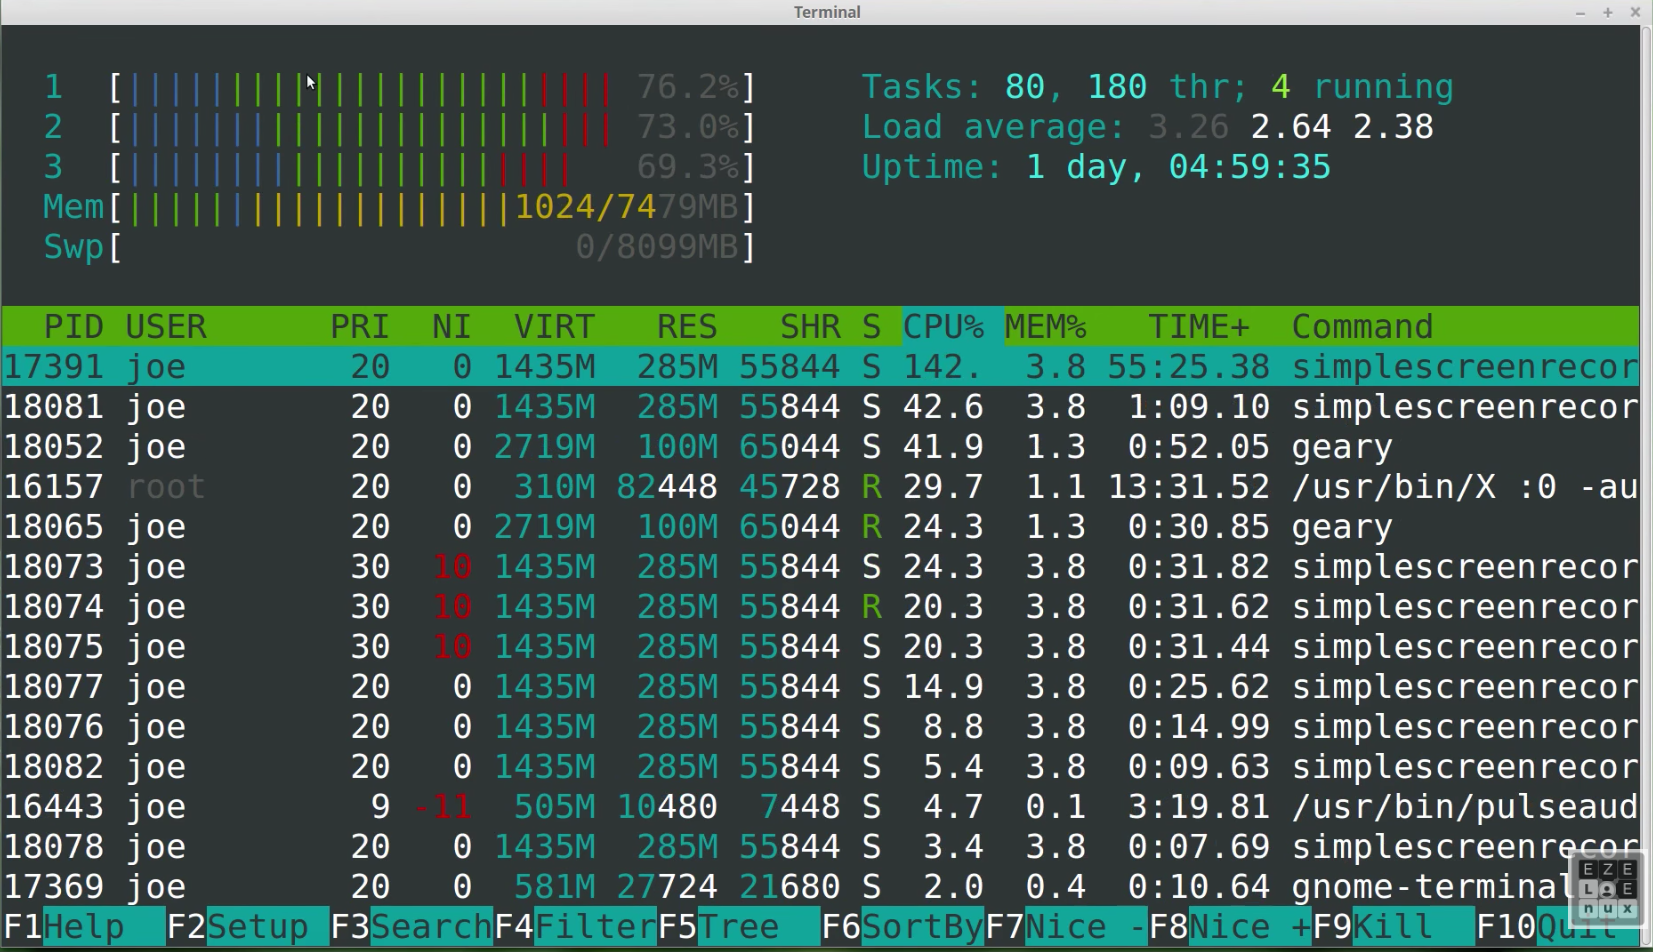 Terminal
1 [||||||||||||||||||||||||76.2%] Tasks: 80, 180 thr; 4 running
2 [||||||||||||||||||||||||73.0%] Load average: 3.26 2.64 2.38
3 [||||||||||||||||||||||69.3%] Uptime: 1 day, 04:59:35
Mem[|||||||||||||||||||1024/7479MB]
Swp[0/8099MB]
PID USER PRI NI VIRT RES SHR S CPU% MEM% TIME+ Command
17391 joe 20 0 1435M 285M 55844 S 142. 3.8 55:25.38 simplescreenrecor
18081 joe 20 0 1435M 285M 55844 S 42.6 3.8 1:09.10 simplescreenrecor
18052 joe 20 0 2719M 100M 65044 S 41.9 1.3 0:52.05 geary
16157 root 20 0 310M 82448 45728 R 29.7 1.1 13:31.52 /usr/bin/X :0 -au
18065 joe 20 0 2719M 100M 65044 R 24.3 1.3 0:30.85 geary
18073 joe 30 10 1435M 285M 55844 S 24.3 3.8 0:31.82 simplescreenrecor
18074 joe 30 10 1435M 285M 55844 R 20.3 3.8 0:31.62 simplescreenrecor
18075 joe 30 10 1435M 285M 55844 S 20.3 3.8 0:31.44 simplescreenrecor
18077 joe 20 0 1435M 285M 55844 S 14.9 3.8 0:25.62 simplescreenrecor
18076 joe 20 0 1435M 285M 55844 S 8.8 3.8 0:14.99 simplescreenrecor
18082 joe 20 0 1435M 285M 55844 S 5.4 3.8 0:09.63 simplescreenrecor
16443 joe 9 -11 505M 10480 7448 S 4.7 0.1 3:19.81 /usr/bin/pulseaud
18078 joe 20 0 1435M 285M 55844 S 3.4 3.8 0:07.69 simplescreenrecor
17369 joe 20 0 581M 27724 21680 S 2.0 0.4 0:10.64 gnome-terminal
F1Help F2Setup F3SearchF4FilterF5Tree F6SortByF7Nice -F8Nice +F9Kill F10Quit
EZE
L E
nux